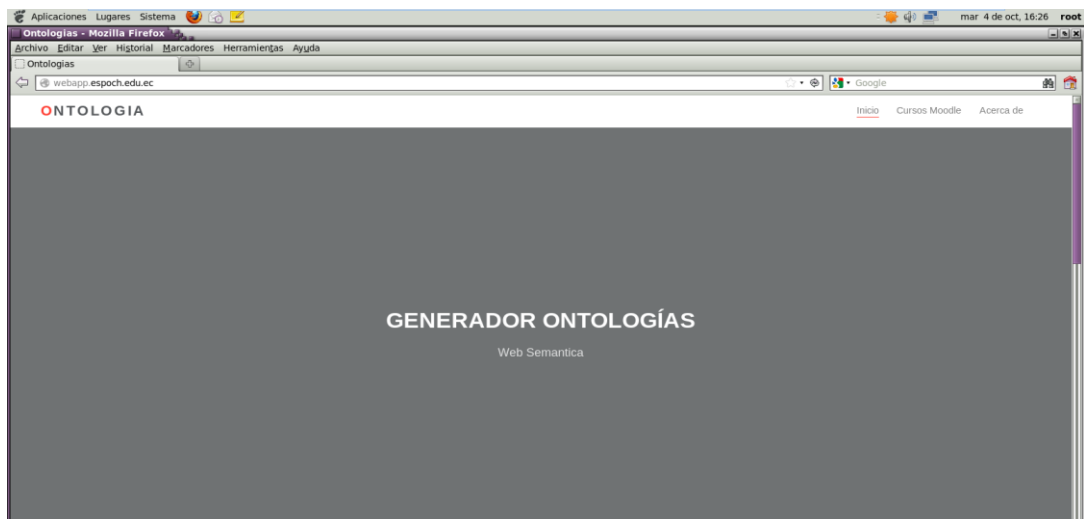 Aplicaciones Lugares Sistema mar 4 de oct, 16:26 root
Ontologias - Mozilla Firefox
Archivo Editar Ver Historial Marcadores Herramientas Ayuda
Ontologias
webapp.espoch.edu.ec Google
ONTOLOGIA Inicio Cursos Moodle Acerca de
GENERADOR ONTOLOGÍAS
Web Semantica